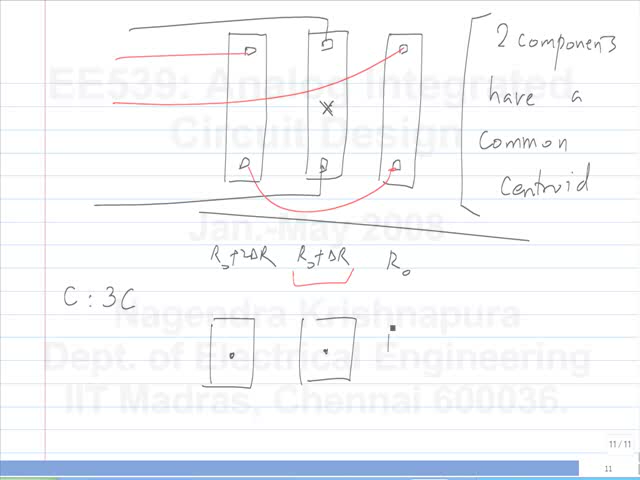 2 components
have a
common
centroid
EE539: Analog Integrated
Circuit Design
Jan.-May 2008
R₀+2ΔR R₀+ΔR R₀
C : 3C
Nagendra Krishnapura
Dept. of Electrical Engineering
IIT Madras, Chennai 600036.
11/11
11